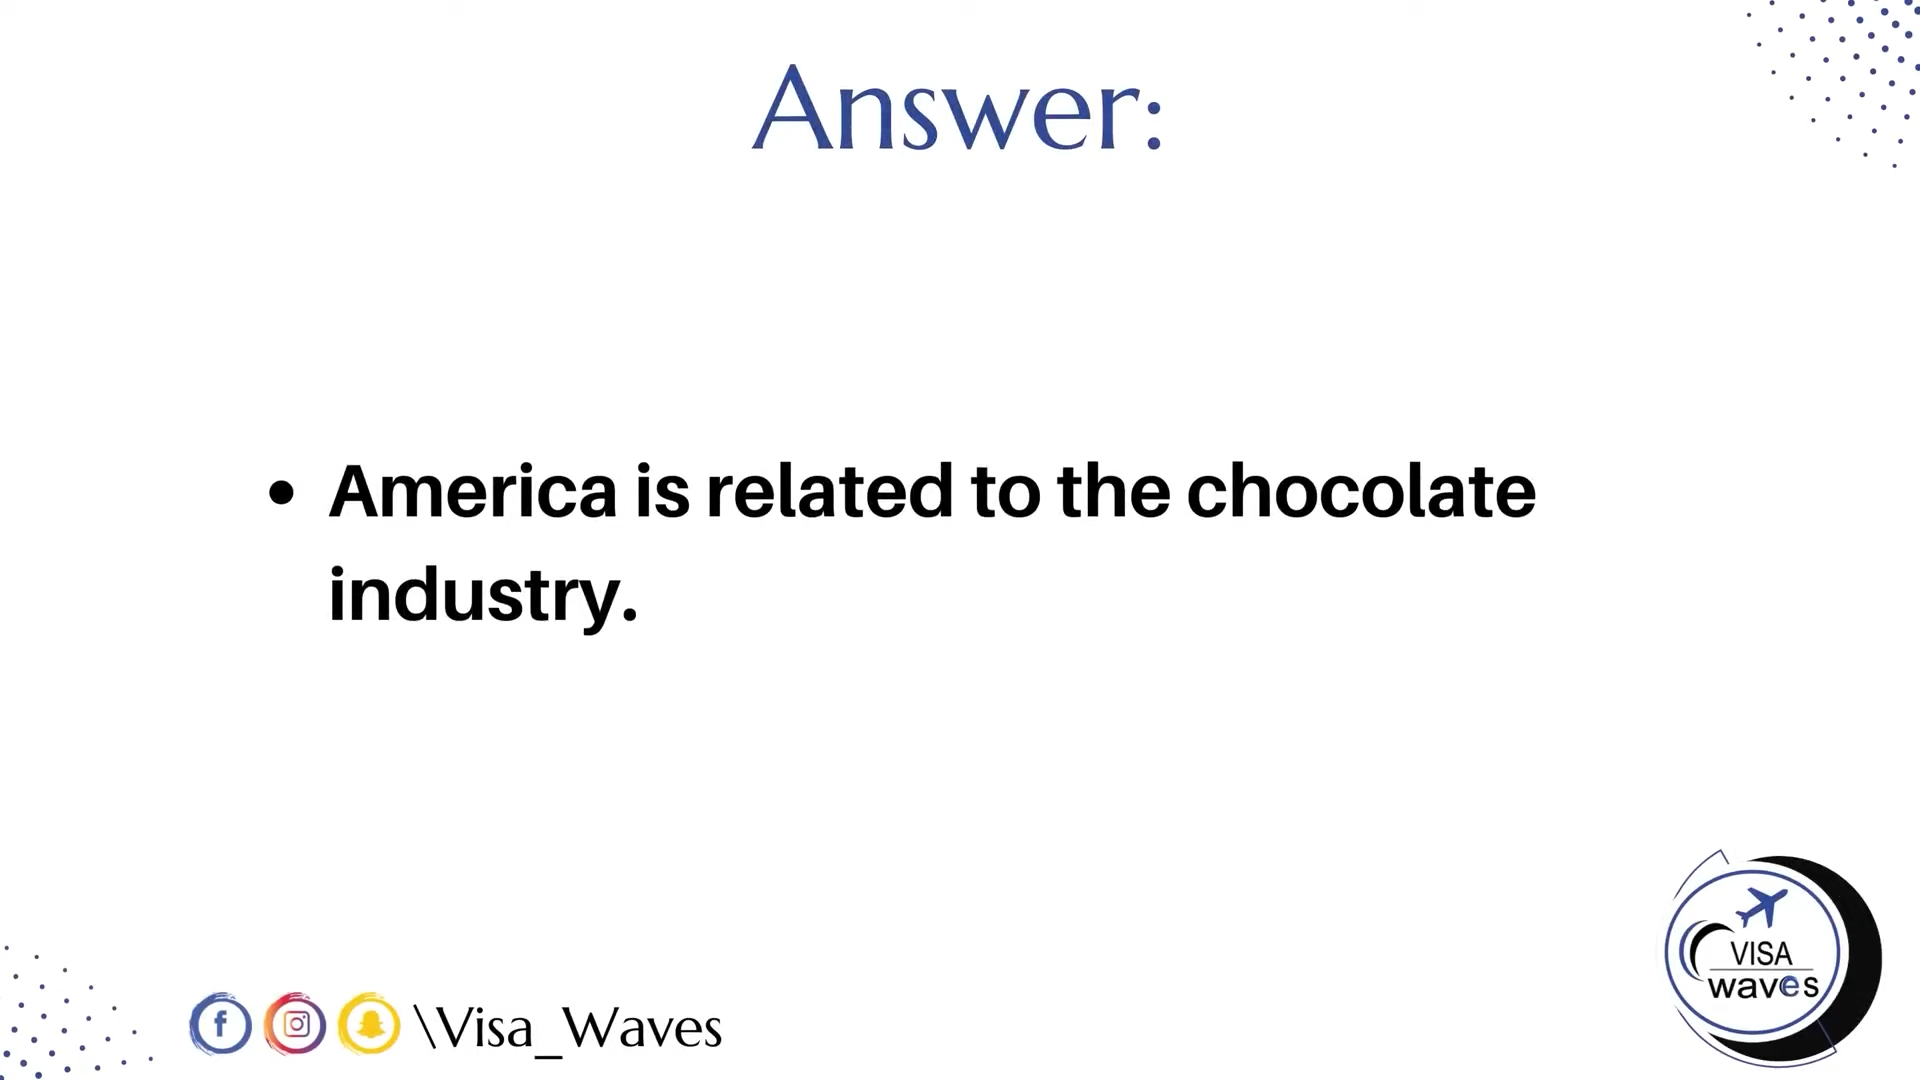 Answer:
• America is related to the chocolate
industry.
VISA
waves
\Visa_Waves